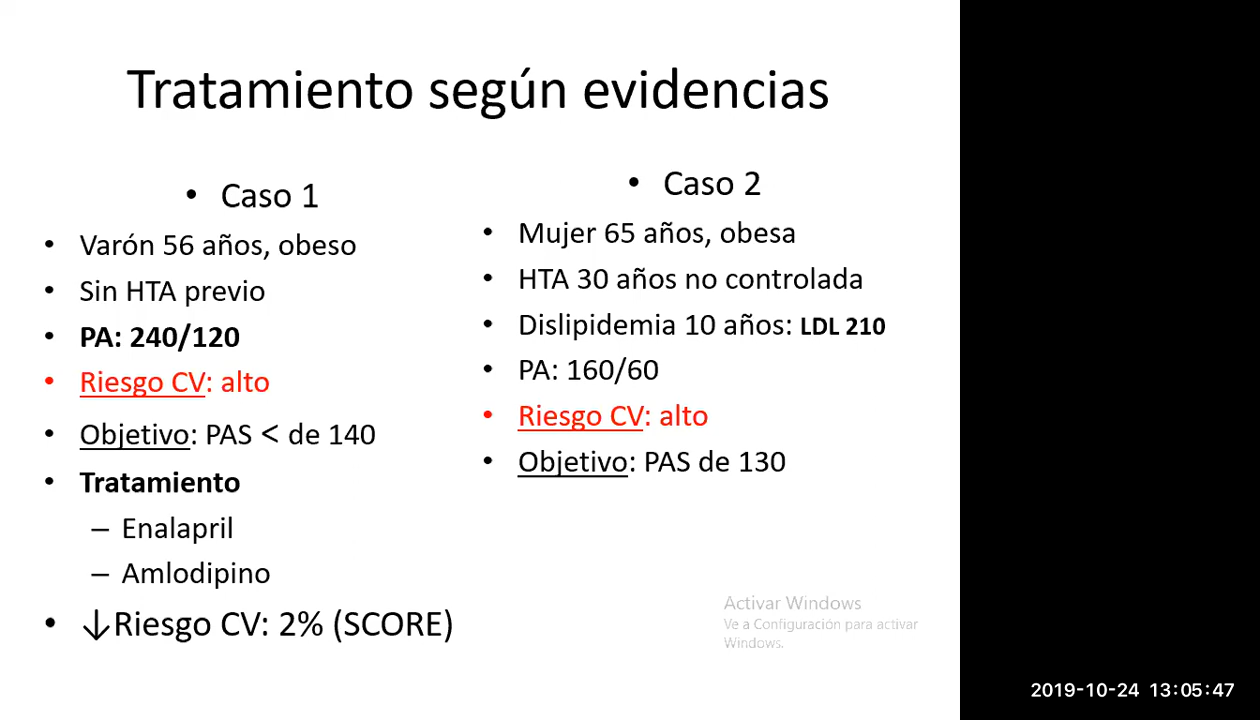 Tratamiento según evidencias
• Caso 1
• Varón 56 años, obeso
• Sin HTA previo
• PA: 240/120
• Riesgo CV: alto
• Objetivo: PAS < de 140
• Tratamiento
– Enalapril
– Amlodipino
• ↓Riesgo CV: 2% (SCORE)
• Caso 2
• Mujer 65 años, obesa
• HTA 30 años no controlada
• Dislipidemia 10 años: LDL 210
• PA: 160/60
• Riesgo CV: alto
• Objetivo: PAS de 130
Activar Windows
Ve a Configuración para activar
Windows.
2019-10-24 13:05:47